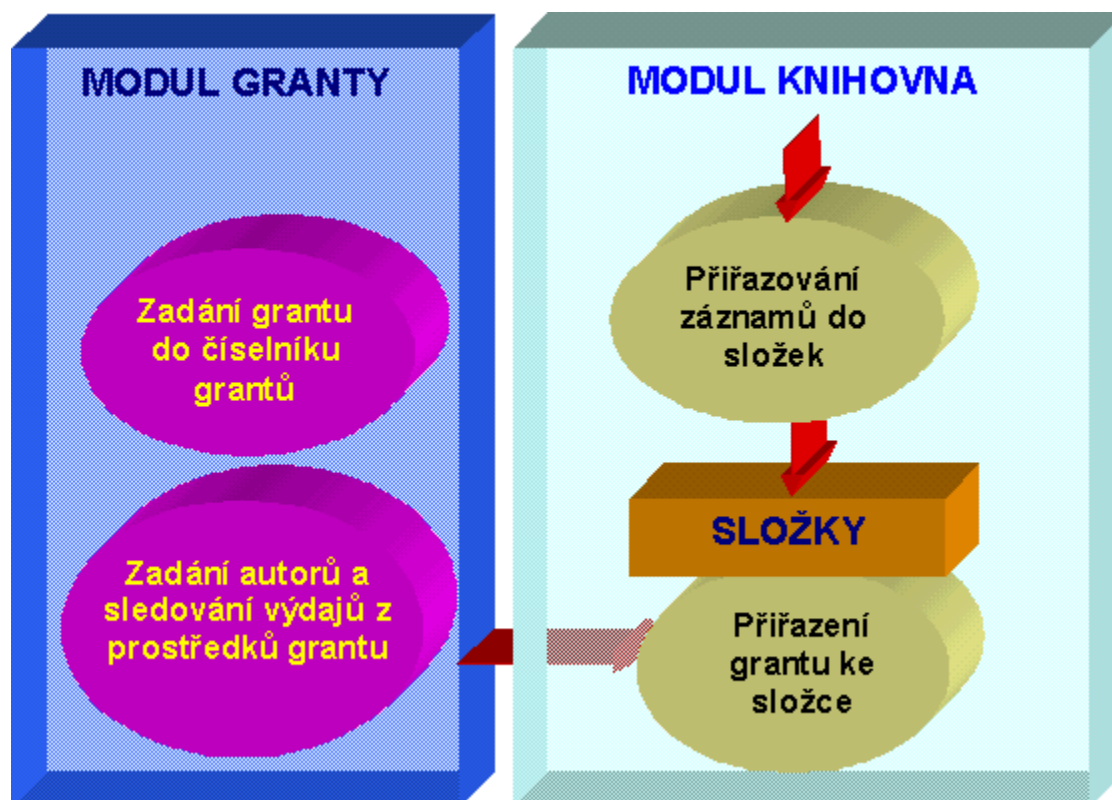 MODUL GRANTY
Zadání grantu
do číselníku
grantů
Zadání autorů a
sledování výdajů z
prostředků grantu
MODUL KNIHOVNA
Přiřazování
záznamů do
složek
SLOŽKY
Přiřazení
grantu ke
složce